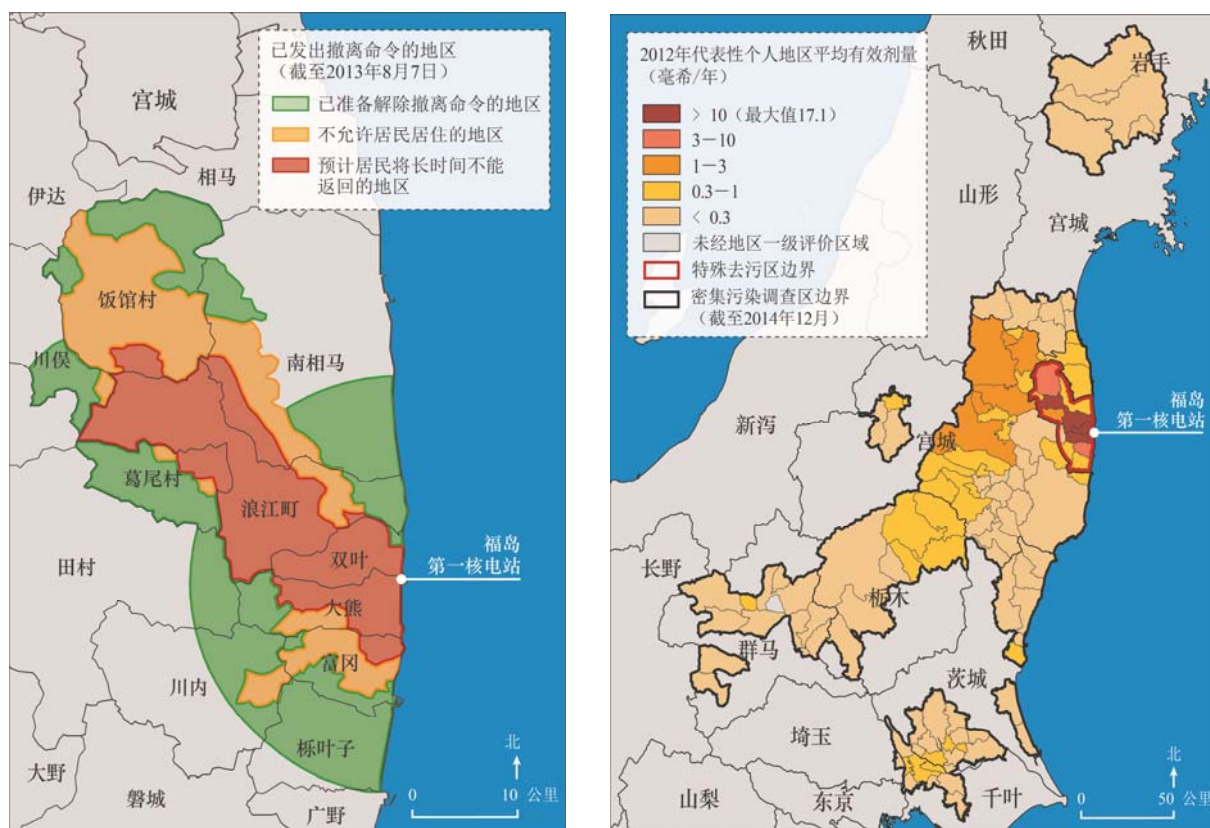 已发出撤离命令的地区
（截至2013年8月7日）
已准备解除撤离命令的地区
不允许居民居住的地区
预计居民将长时间不能
返回的地区
宫城
相马
伊达
饭馆村
川俣
南相马
葛尾村
浪江町
田村
双叶
福岛
第一核电站
大熊
富冈
川内
栎叶子
大野
磐城
广野
北
0 10 公里
2012年代表性个人地区平均有效剂量
（毫希/年）
> 10（最大值17.1）
3－10
1－3
0.3－1
< 0.3
未经地区一级评价区域
特殊去污区边界
密集污染调查区边界
（截至2014年12月）
秋田
岩手
山形
宫城
新泻
宫城
福岛
第一核电站
长野
栃木
群马
茨城
埼玉
山梨
东京
千叶
北
0 50 公里